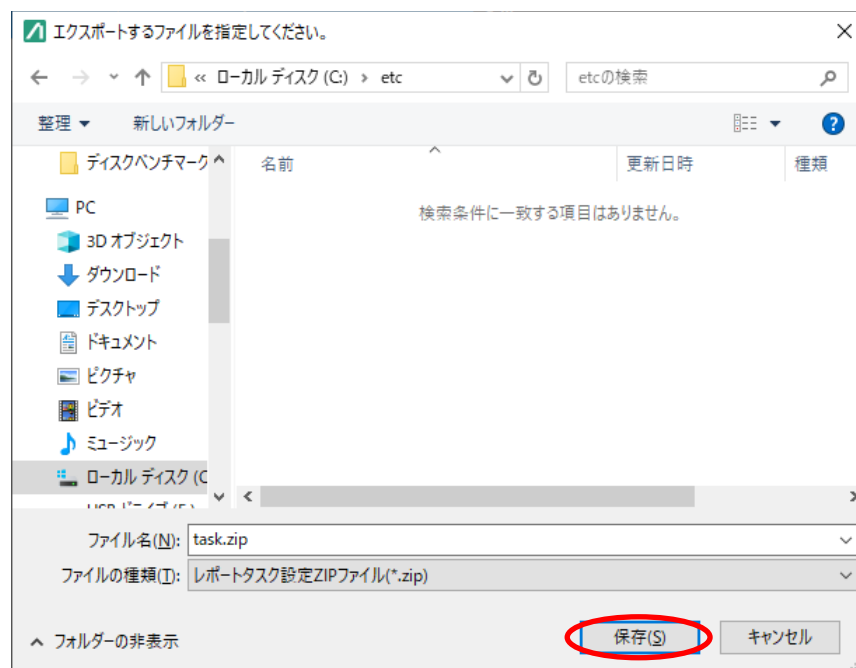 エクスポートするファイルを指定してください。
« ローカル ディスク (C:) › etc
etcの検索
整理 新しいフォルダー
ディスクベンチマーク
名前 更新日時 種類
検索条件に一致する項目はありません。
PC
3D オブジェクト
ダウンロード
デスクトップ
ドキュメント
ピクチャ
ビデオ
ミュージック
ローカル ディスク (C
ファイル名(N): task.zip
ファイルの種類(T): レポートタスク設定ZIPファイル(*.zip)
フォルダーの非表示
保存(S) キャンセル